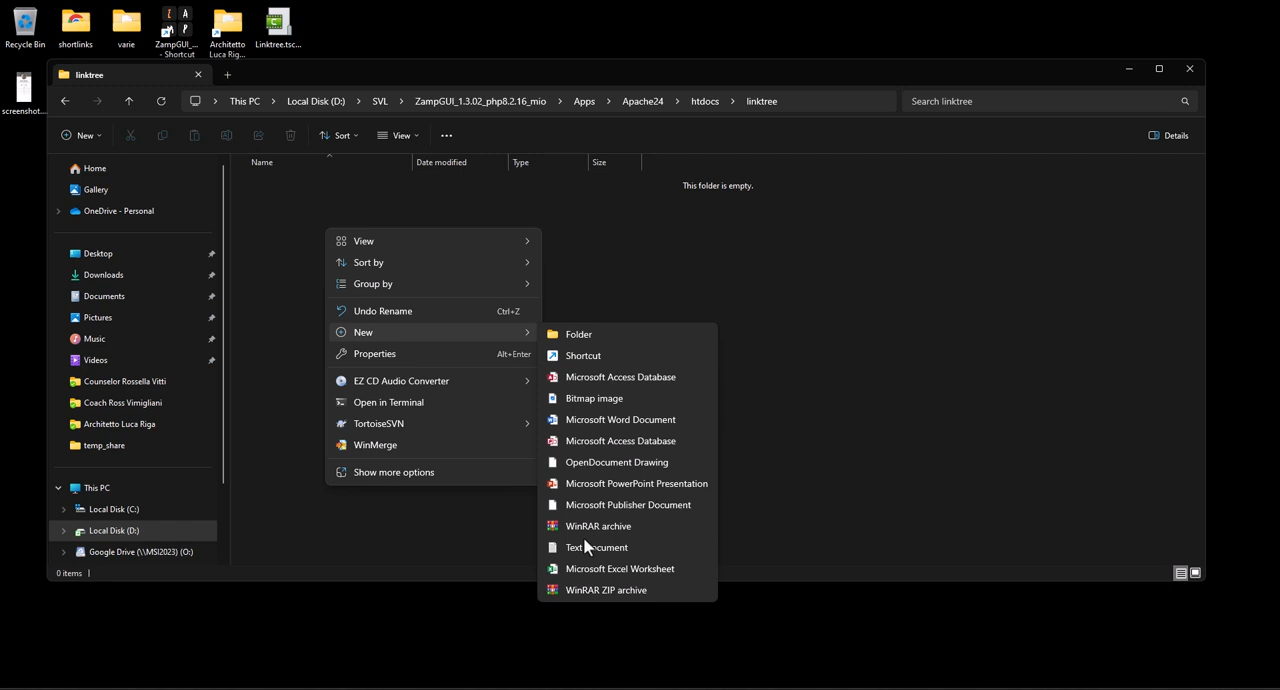 Recycle Bin
shortlinks
varie
ZampGUI_...
- Shortcut
Architetto
Luca Rig...
Linktree.tsc...
screenshot...
linktree
This PC > Local Disk (D:) > SVL > ZampGUI_1.3.02_php8.2.16_mio > Apps > Apache24 > htdocs > linktree
Search linktree
New
Sort
View
Details
Name
Date modified
Type
Size
This folder is empty.
Home
Gallery
OneDrive - Personal
Desktop
Downloads
Documents
Pictures
Music
Videos
Counselor Rossella Vitti
Coach Ross Vimigliani
Architetto Luca Riga
temp_share
This PC
Local Disk (C:)
Local Disk (D:)
Google Drive (\\MSI2023) (O:)
0 items
View
Sort by
Group by
Undo Rename Ctrl+Z
New
Properties Alt+Enter
EZ CD Audio Converter
Open in Terminal
TortoiseSVN
WinMerge
Show more options
Folder
Shortcut
Microsoft Access Database
Bitmap image
Microsoft Word Document
Microsoft Access Database
OpenDocument Drawing
Microsoft PowerPoint Presentation
Microsoft Publisher Document
WinRAR archive
Text Document
Microsoft Excel Worksheet
WinRAR ZIP archive